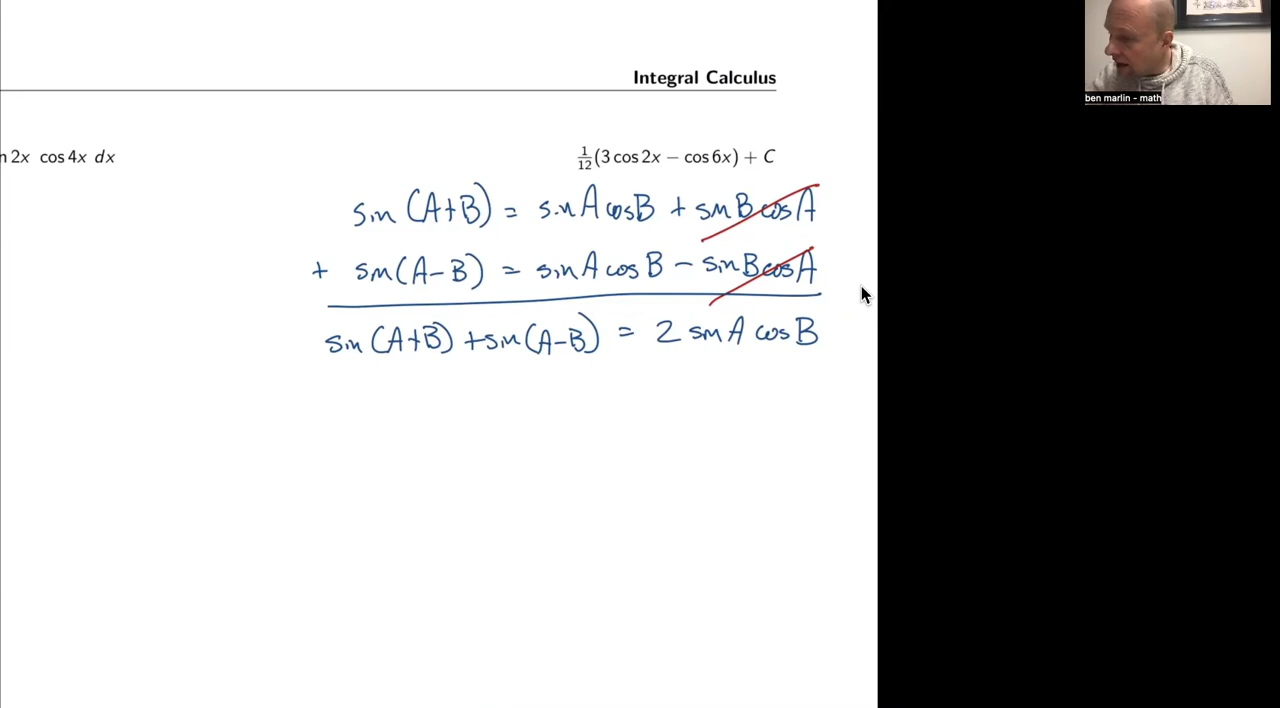 Integral Calculus
n 2x cos 4x dx
1/12(3 cos 2x − cos 6x) + C
sin (A+B) = sin A cos B + sin B cos A
+ sin(A−B) = sin A cos B − sin B cos A
sin (A+B) + sin(A−B) = 2 sin A cos B
ben marlin - math